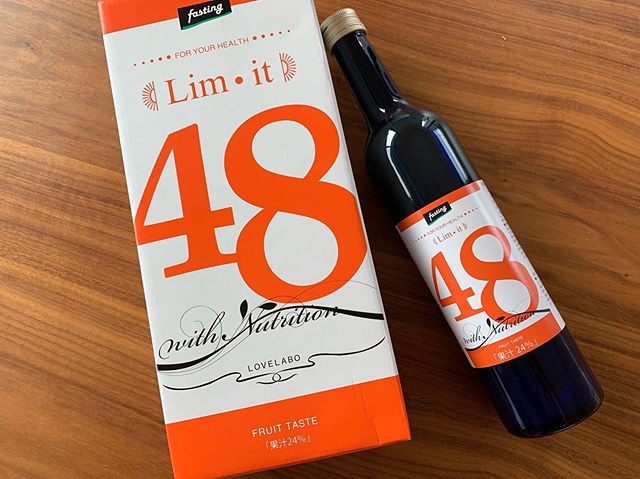 fasting
FOR YOUR HEALTH
Lim•it
48
with Nutrition
LOVELABO
FRUIT TASTE
「果汁24%」
fasting
FOR YOUR HEALTH
Lim•it
48
with Nutrition
FRUIT TASTE
「果汁24%」